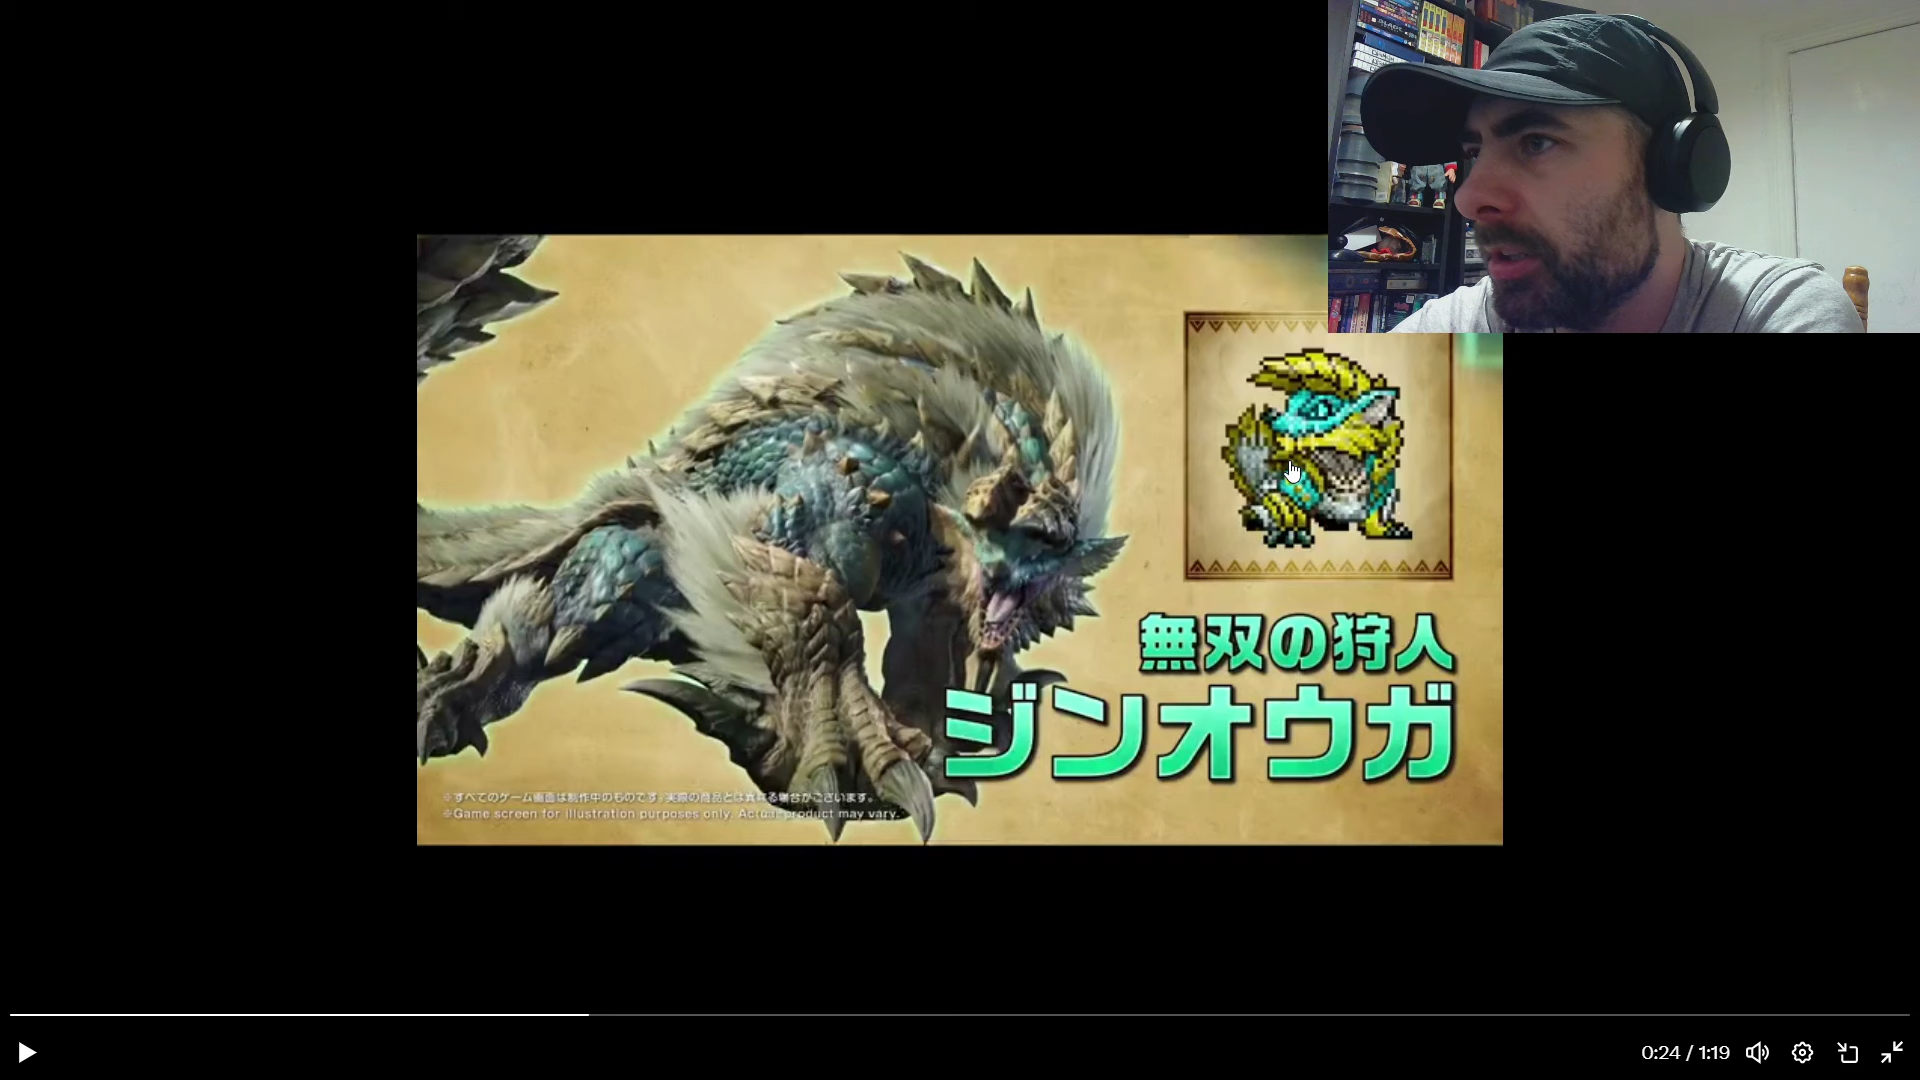 無双の狩人
ジンオウガ
※すべてのゲーム画面は制作中のものです。実際の商品とは異なる場合がございます。
※Game screen for illustration purposes only. Actual product may vary.
0:24 / 1:19